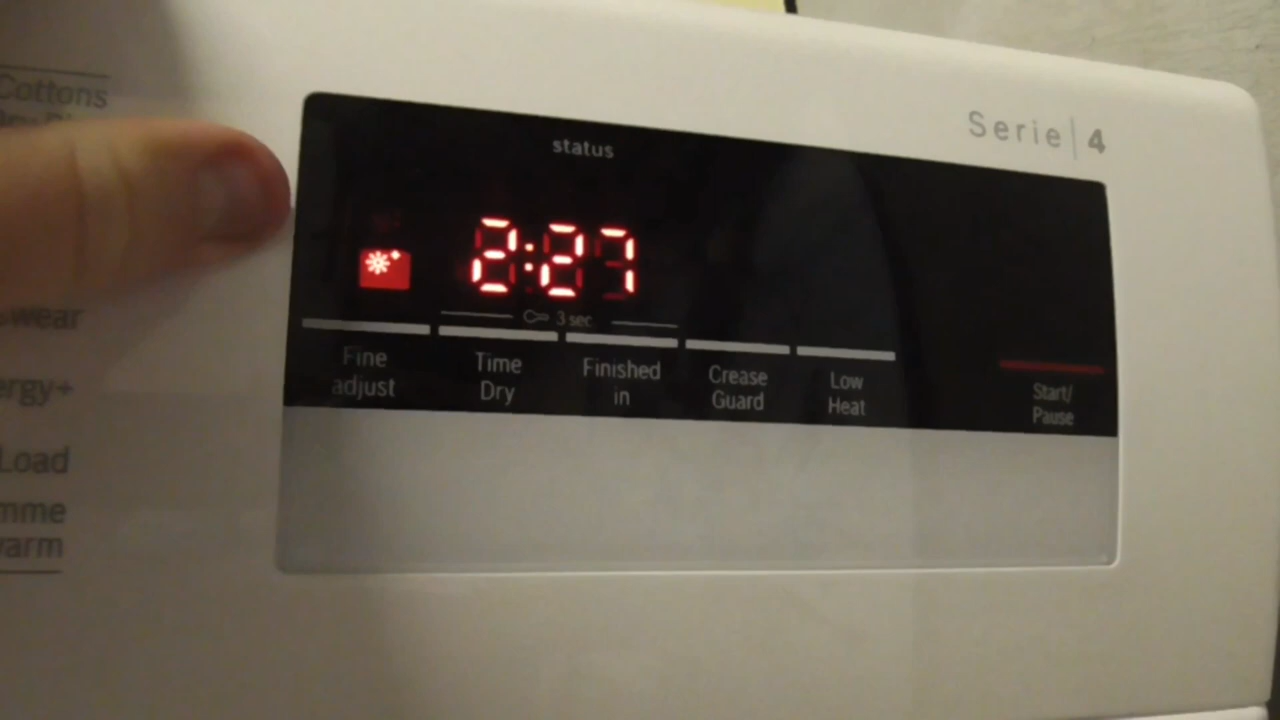 Cottons
Serie | 4
status
2:27
3 sec
Fine adjust
Time Dry
Finished in
Crease Guard
Low Heat
Start/ Pause
wear
ergy+
Load
mme
arm